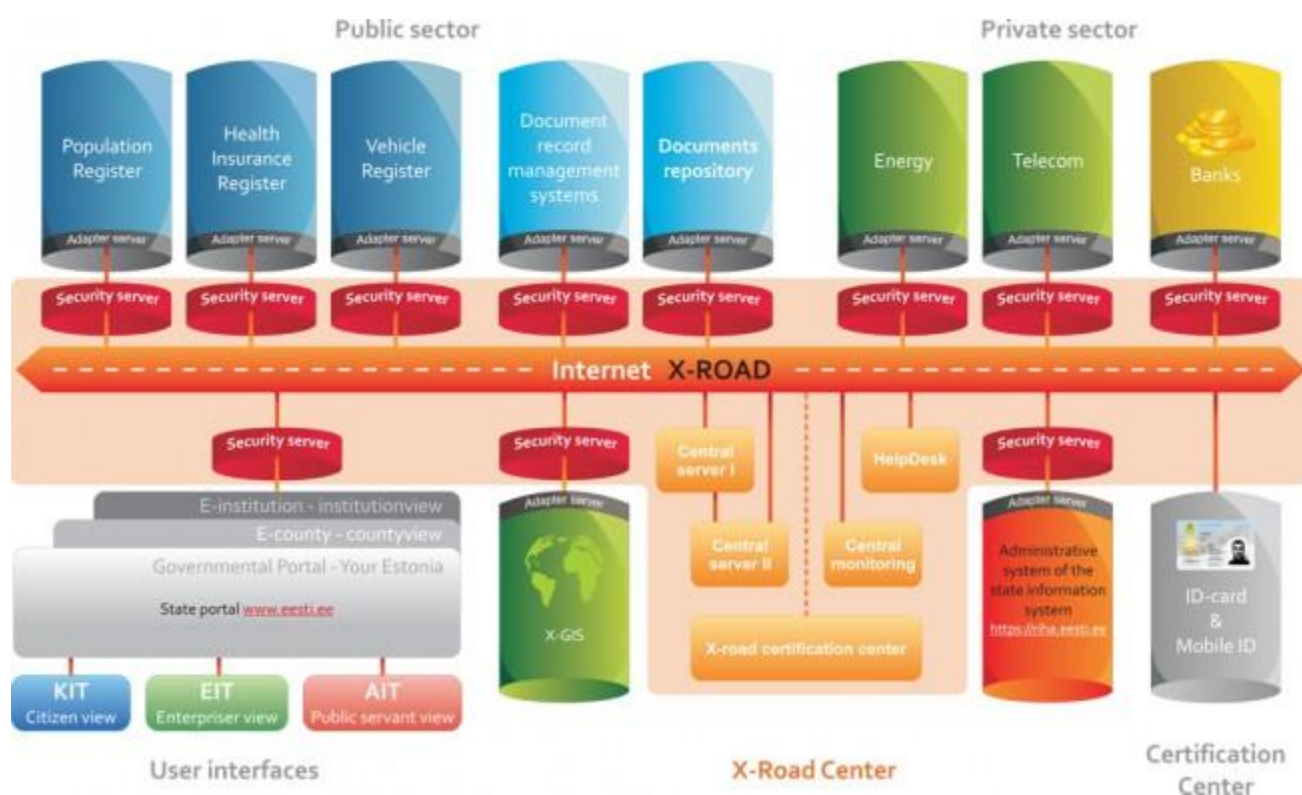 Public sector
Private sector
Population
Register
Health
Insurance
Register
Vehicle
Register
Document
record
management
systems
Documents
repository
Energy
Telecom
Banks
Adapter server
Adapter server
Adapter server
Adapter server
Adapter server
Adapter server
Adapter server
Adapter server
Security server
Security server
Security server
Security server
Security server
Security server
Security server
Security server
Internet X-ROAD
Security server
Security server
Central
server I
HelpDesk
Security server
E-institution - institutionview
E-county - countyview
Governmental Portal - Your Estonia
State portal www.eesti.ee
Adapter server
X-GIS
Central
server II
Central
monitoring
X-road certification center
Adapter server
Administrative
system of the
state information
system
https://riha.eesti.ee
ID-card
&
Mobile ID
KIT
Citizen view
EIT
Enterpriser view
AIT
Public servant view
User interfaces
X-Road Center
Certification
Center